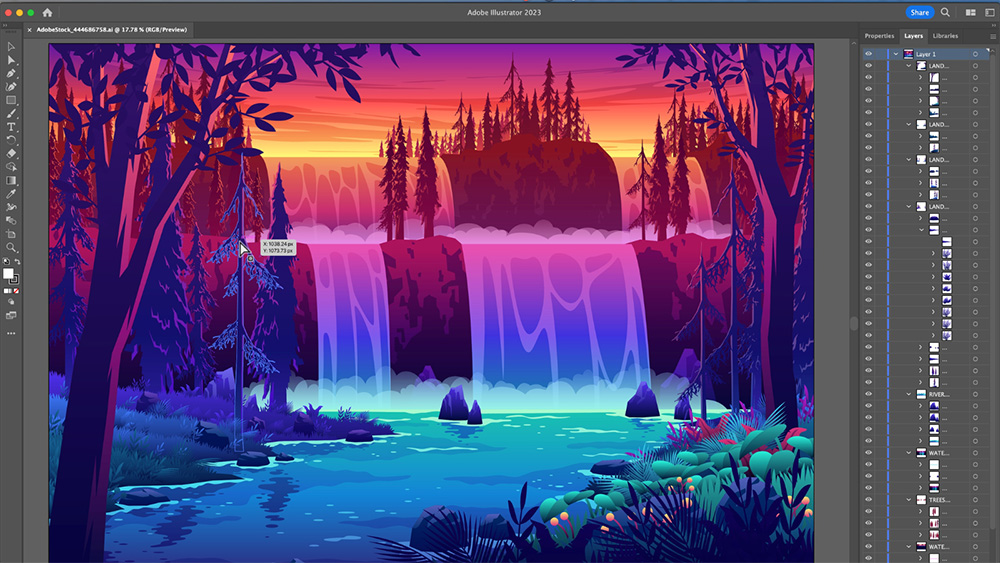 Adobe Illustrator 2023
Share
× AdobeStock_444686758.ai @ 17.78 % (RGB/Preview)
Properties Layers Libraries
Layer 1
LAND...
...
...
...
...
LAND...
...
...
LAND...
...
...
...
LAND...
...
X: 1038.24 px
Y: 1073.73 px
...
...
...
...
RIVER...
...
...
...
...
WATE...
...
...
...
TREES...
...
...
...
WATE...
...